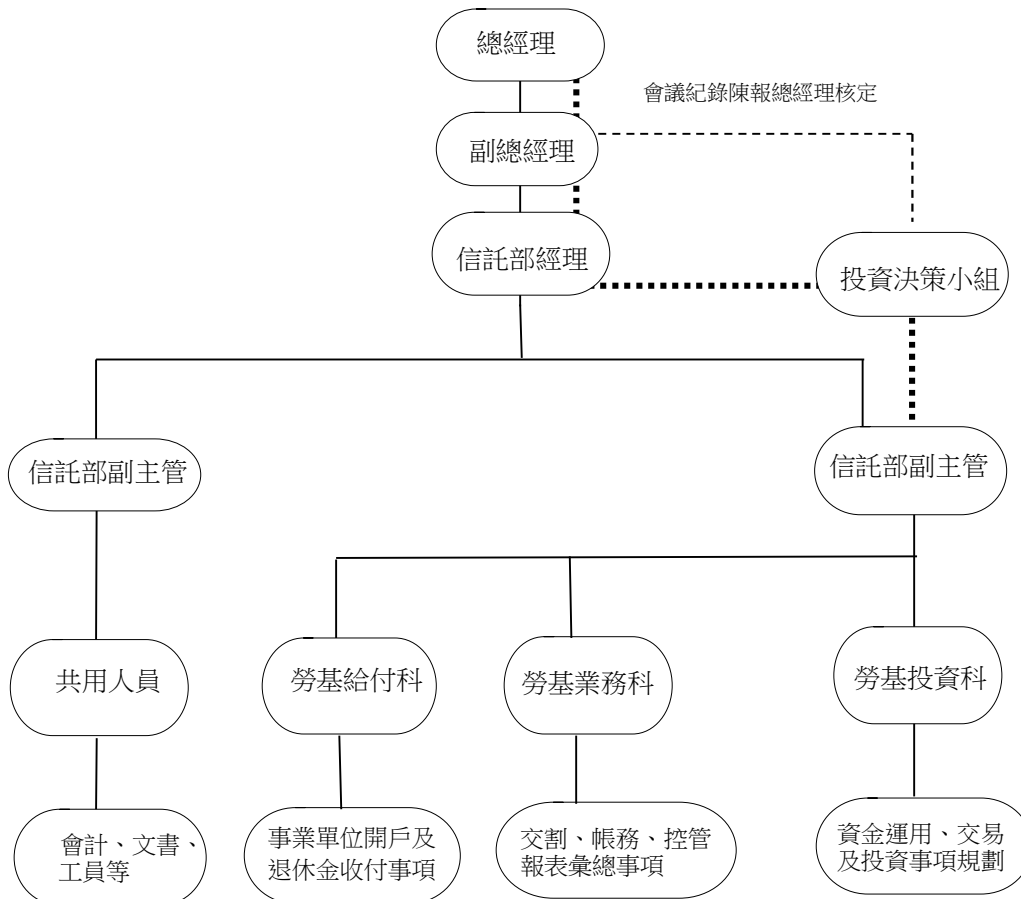 總經理
會議紀錄陳報總經理核定
副總經理
信託部經理
投資決策小組
信託部副主管
信託部副主管
共用人員
勞基給付科
勞基業務科
勞基投資科
會計、文書、
工員等
事業單位開戶及
退休金收付事項
交割、帳務、控管
報表彙總事項
資金運用、交易
及投資事項規劃